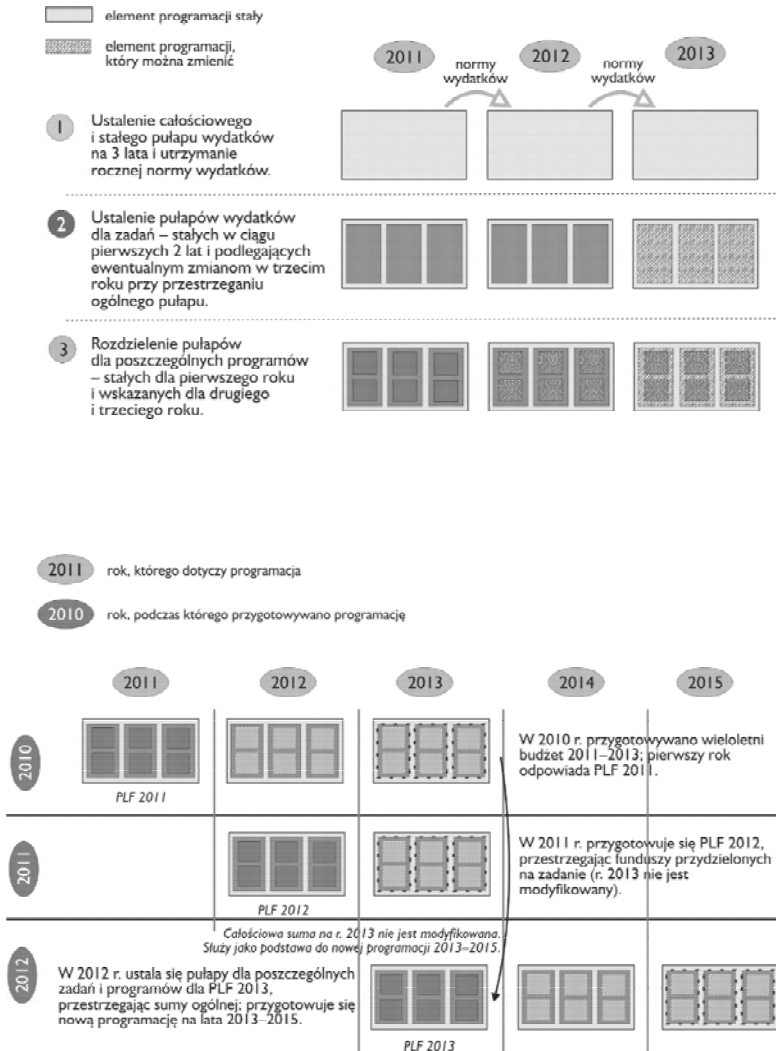 element programacji stały
element programacji,
który można zmienić
2011
2012
2013
normy
wydatków
normy
wydatków
1
Ustalenie całościowego
i stałego pułapu wydatków
na 3 lata i utrzymanie
rocznej normy wydatków.
2
Ustalenie pułapów wydatków
dla zadań – stałych w ciągu
pierwszych 2 lat i podlegających
ewentualnym zmianom w trzecim
roku przy przestrzeganiu
ogólnego pułapu.
3
Rozdzielenie pułapów
dla poszczególnych programów
– stałych dla pierwszego roku
i wskazanych dla drugiego
i trzeciego roku.
2011
rok, którego dotyczy programacja
2010
rok, podczas którego przygotowywano programację
2011
2012
2013
2014
2015
2010
PLF 2011
W 2010 r. przygotowywano wieloletni
budżet 2011–2013; pierwszy rok
odpowiada PLF 2011.
2011
PLF 2012
W 2011 r. przygotowuje się PLF 2012,
przestrzegając funduszy przydzielonych
na zadanie (r. 2013 nie jest
modyfikowany).
Całościowa suma na r. 2013 nie jest modyfikowana.
Służy jako podstawa do nowej programacji 2013–2015.
2012
W 2012 r. ustala się pułapy dla poszczególnych
zadań i programów dla PLF 2013,
przestrzegając sumy ogólnej; przygotowuje się
nową programację na lata 2013–2015.
PLF 2013